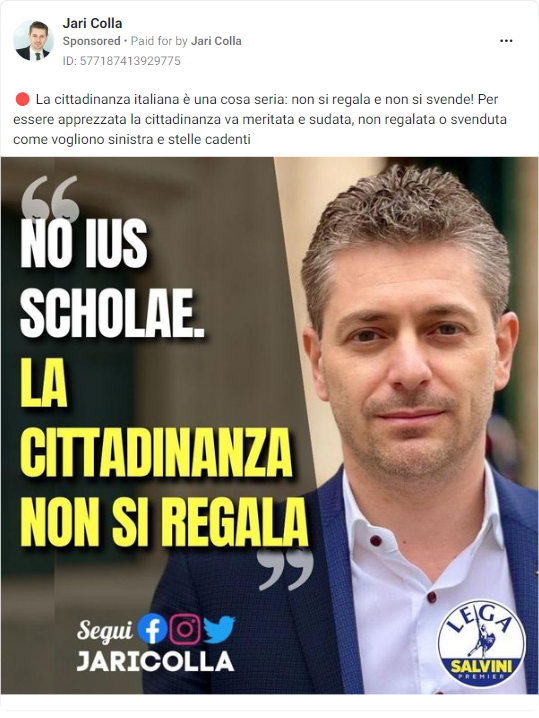 Jari Colla
Sponsored • Paid for by Jari Colla
ID: 577187413929775
🔴 La cittadinanza italiana è una cosa seria: non si regala e non si svende! Per
essere apprezzata la cittadinanza va meritata e sudata, non regalata o svenduta
come vogliono sinistra e stelle cadenti
“
NO IUS
SCHOLAE.
LA
CITTADINANZA
NON SI REGALA
”
Segui
JARICOLLA
LEGA
SALVINI
PREMIER